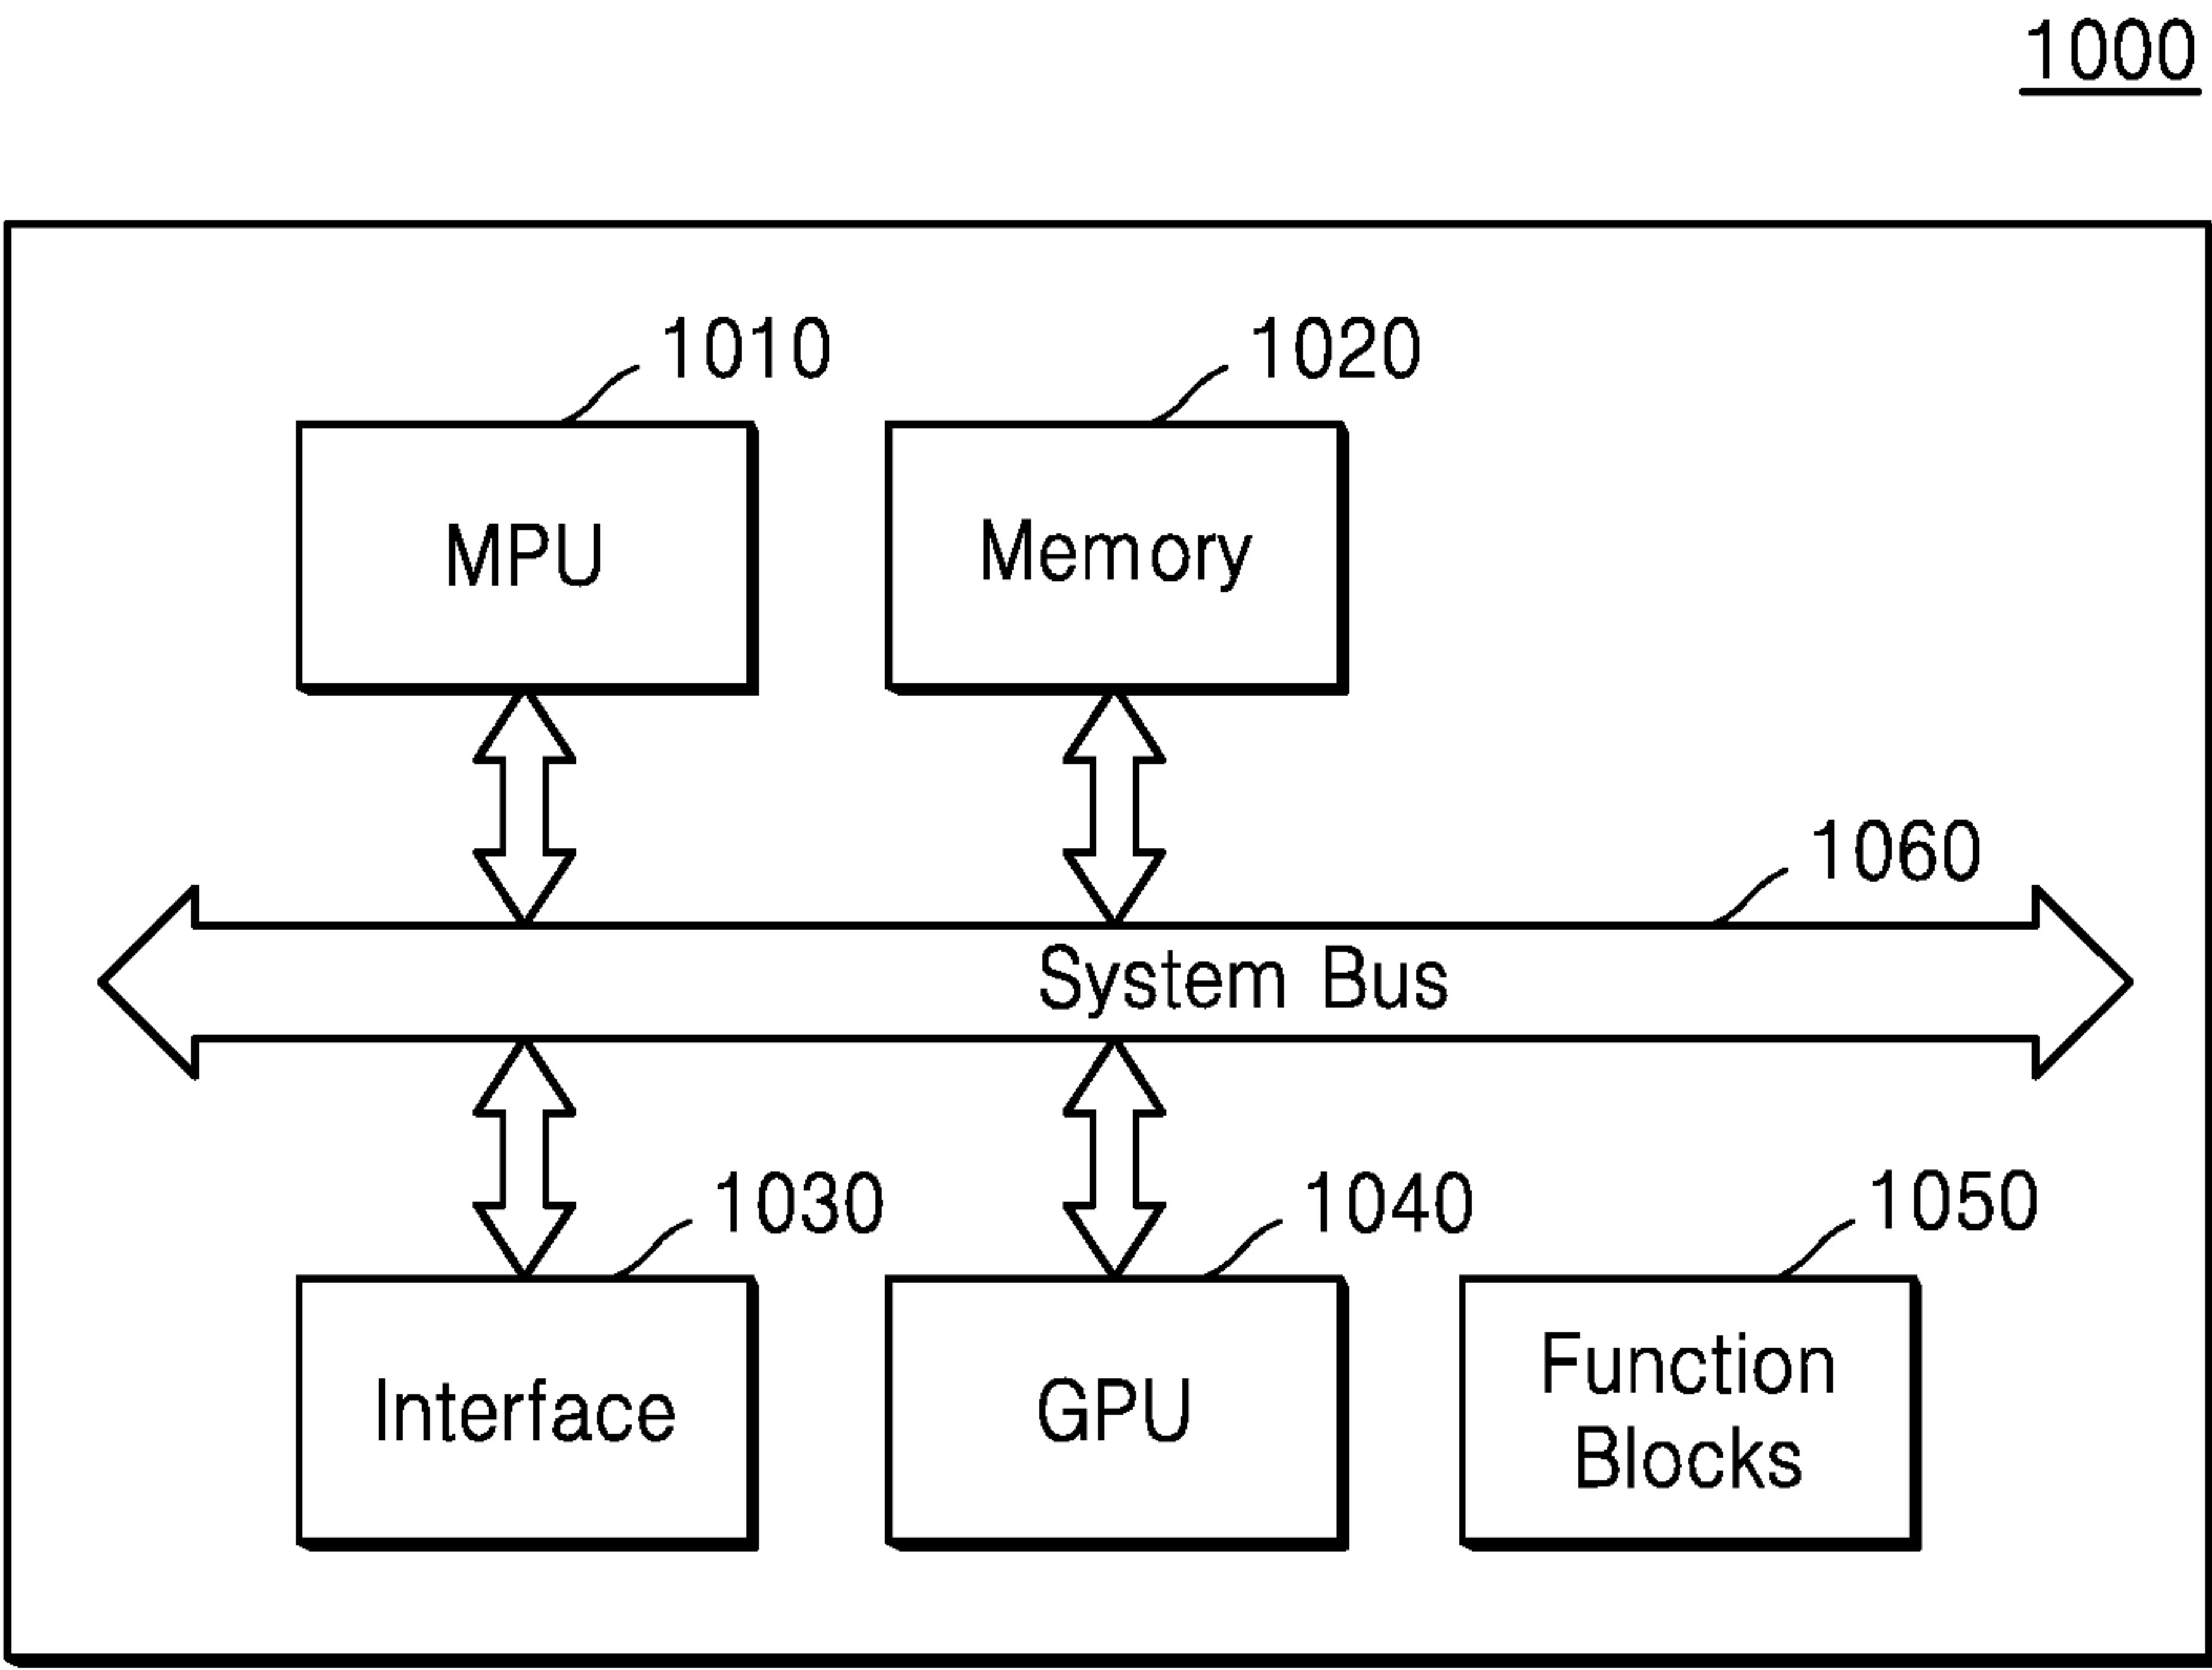 1000
1010
1020
MPU
Memory
1060
System Bus
1030
1040
1050
Interface
GPU
Function
Blocks